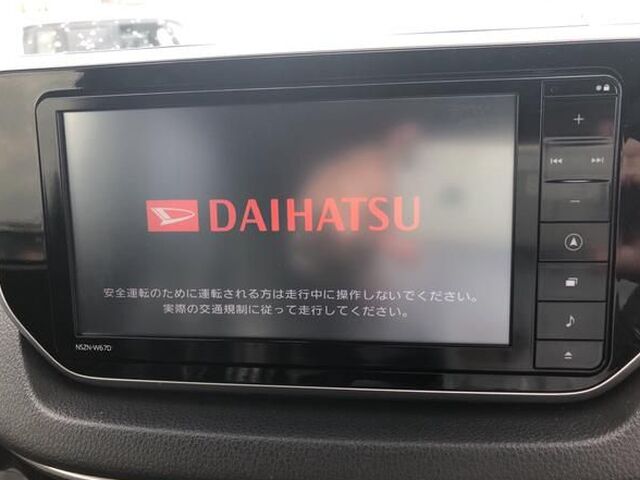 DAIHATSU
安全運転のために運転される方は走行中に操作しないでください。
実際の交通規制に従って走行してください。
NSZN-W67D